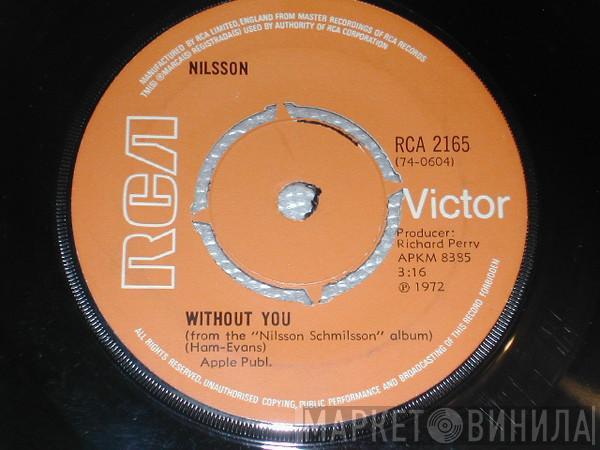 MANUFACTURED BY RCA LIMITED, ENGLAND FROM MASTER RECORDINGS OF RCA RECORDS
TM(S) ® MARCA(S) REGISTRADA(S) USED BY AUTHORITY OF RCA CORPORATION
NILSSON
RCA
RCA 2165
(74-0604)
Victor
Producer:
Richard Perry
APKM 8385
3:16
℗ 1972
WITHOUT YOU
(from the "Nilsson Schmilsson" album)
(Ham-Evans)
Apple Publ.
ALL RIGHTS RESERVED, UNAUTHORISED COPYING, PUBLIC PERFORMANCE AND BROADCASTING OF THIS RECORD FORBIDDEN
МАРКЕТ ВИНИЛА